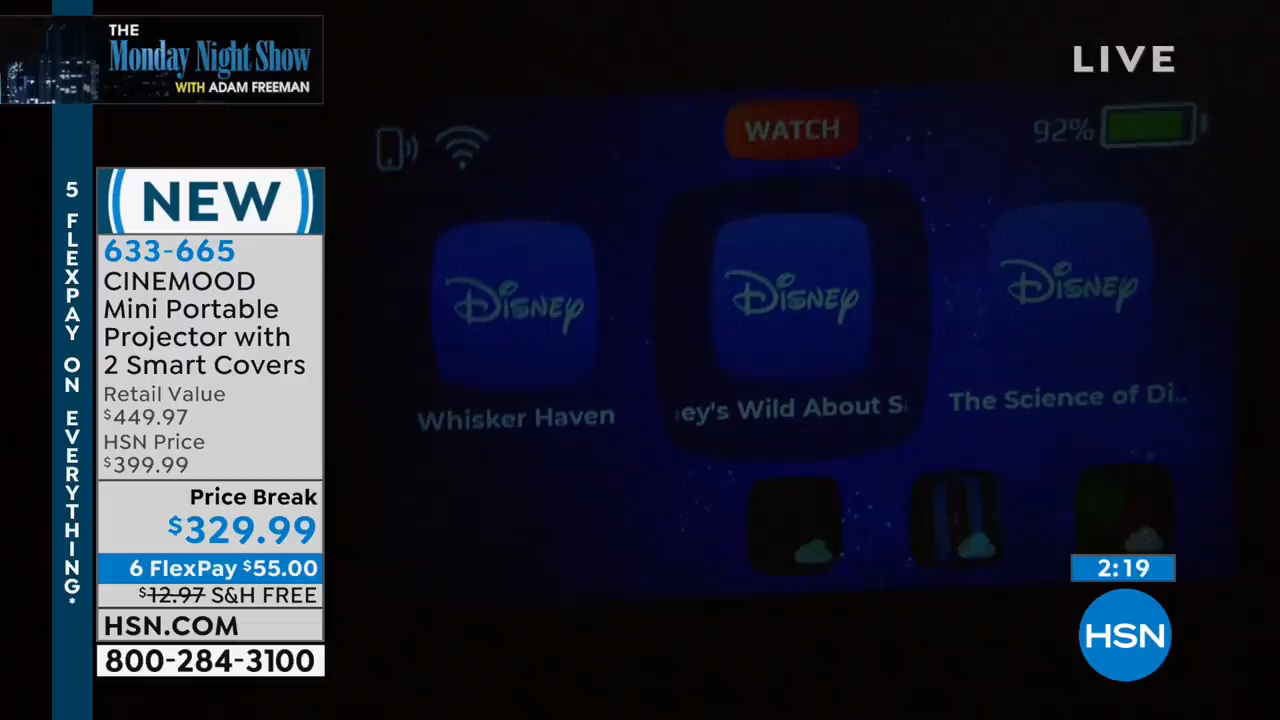 THE
Monday Night Show
WITH ADAM FREEMAN
LIVE
5 FLEXPAY ON EVERYTHING*
NEW
633-665
CINEMOOD
Mini Portable
Projector with
2 Smart Covers
Retail Value
$449.97
HSN Price
$399.99
Price Break
$329.99
6 FlexPay $55.00
$12.97 S&H FREE
HSN.COM
800-284-3100
WATCH
92%
Disney
Disney
Disney
Whisker Haven
ey's Wild About S
The Science of Di..
2:19
HSN